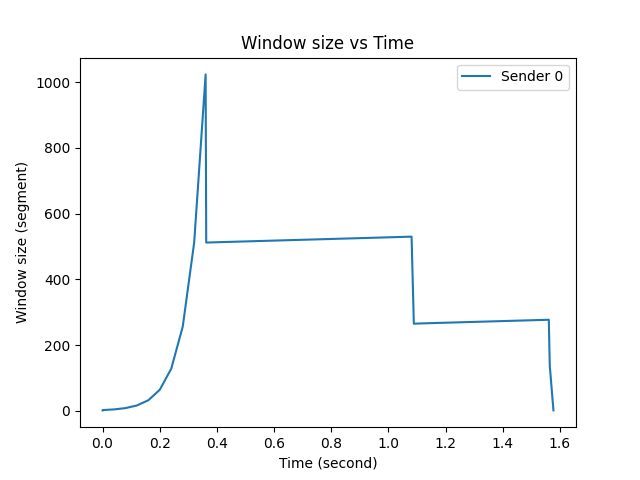 Window size vs Time
Sender 0
Window size (segment)
1000
800
600
400
200
0
0.0 0.2 0.4 0.6 0.8 1.0 1.2 1.4 1.6
Time (second)